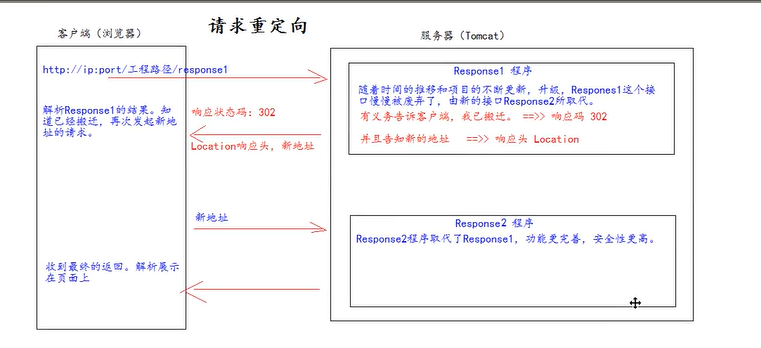 请求重定向
客户端（浏览器）
服务器（Tomcat）
http://ip:port/工程路径/response1
Response1 程序
随着时间的推移和项目的不断更新，升级，Respones1这个接
口慢慢被废弃了，由新的接口Response2所取代。
有义务告诉客户端，我已搬迁。 ==>> 响应码 302
并且告知新的地址 ==>> 响应头 Location
解析Response1的结果。知
道已经搬迁，再次发起新地
址的请求。
响应状态码：302
Location响应头，新地址
新地址
Response2 程序
Response2程序取代了Response1，功能更完善，安全性更高。
收到最终的返回。解析展示
在页面上